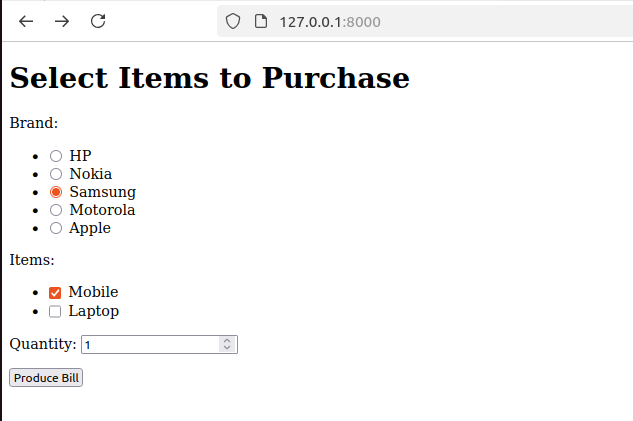 127.0.0.1:8000
Select Items to Purchase
Brand:
HP
Nokia
Samsung
Motorola
Apple
Items:
Mobile
Laptop
Quantity: 1
Produce Bill